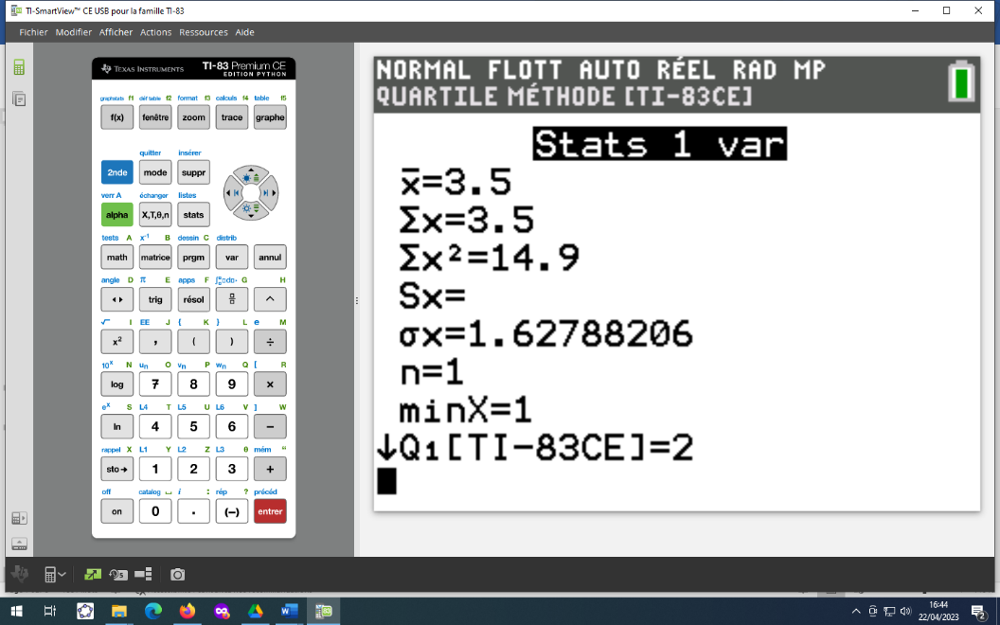 TI-SmartView™ CE USB pour la famille TI-83
Fichier Modifier Afficher Actions Ressources Aide
TEXAS INSTRUMENTS TI-83 Premium CE
EDITION PYTHON
graphstats f1 déf table f2 format f3 calculs f4 table f5
f(x) fenêtre zoom trace graphe
quitter insérer
2nde mode suppr
verr A échanger listes
alpha X,T,θ,n stats
tests A x⁻¹ B dessin C distrib
math matrice prgm var annul
angle D π E apps F G H
trig résol ^
√ I EE J { K } L e M
x² , ( ) ÷
10ˣ N uₙ O vₙ P wₙ Q [ R
log 7 8 9 ×
eˣ S L4 T L5 U L6 V ] W
ln 4 5 6 −
rappel X L1 Y L2 Z L3 θ mém "
sto→ 1 2 3 +
off catalog i : rép ? précéd
on 0 . (−) entrer
NORMAL FLOTT AUTO RÉEL RAD MP
QUARTILE MÉTHODE [TI-83CE]
Stats 1 var
x̄=3.5
Σx=3.5
Σx²=14.9
Sx=
σx=1.62788206
n=1
minX=1
↓Q₁[TI-83CE]=2
16:44
22/04/2023
2